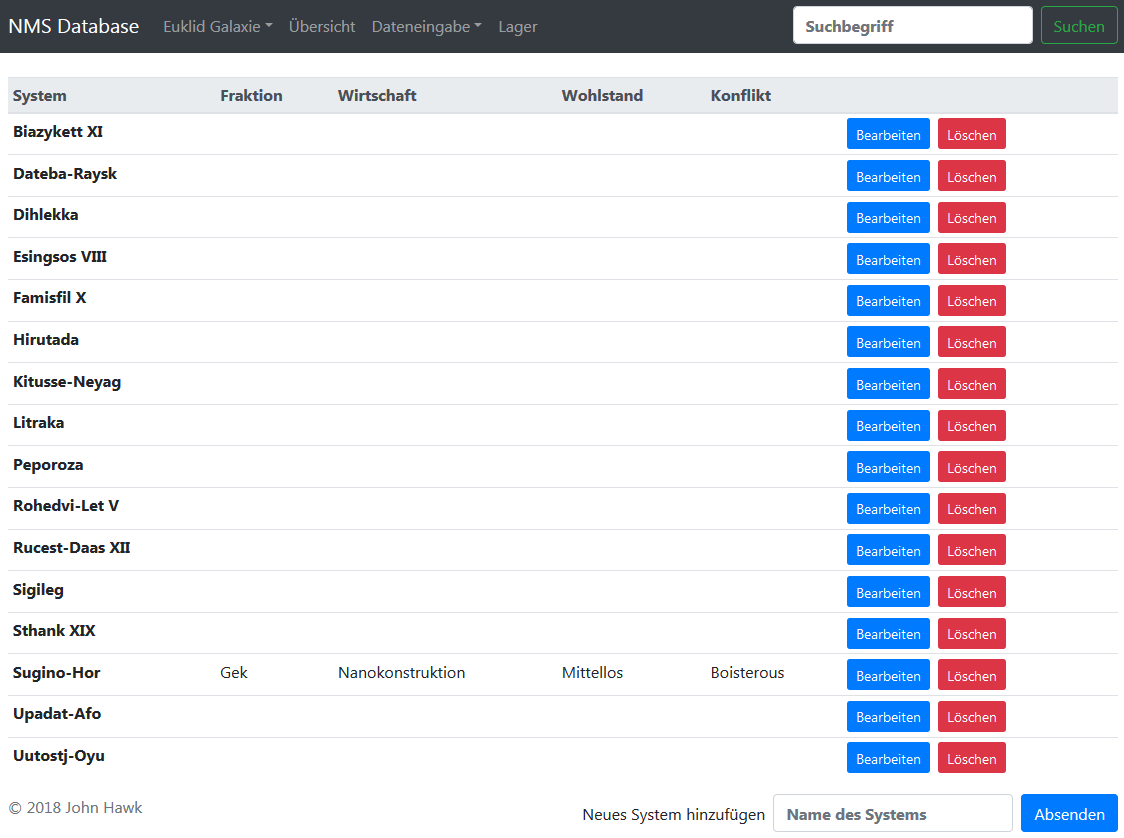 NMS Database Euklid Galaxie Übersicht Dateneingabe Lager Suchbegriff Suchen
System Fraktion Wirtschaft Wohlstand Konflikt
Biazykett XI Bearbeiten Löschen
Dateba-Raysk Bearbeiten Löschen
Dihlekka Bearbeiten Löschen
Esingsos VIII Bearbeiten Löschen
Famisfil X Bearbeiten Löschen
Hirutada Bearbeiten Löschen
Kitusse-Neyag Bearbeiten Löschen
Litraka Bearbeiten Löschen
Peporoza Bearbeiten Löschen
Rohedvi-Let V Bearbeiten Löschen
Rucest-Daas XII Bearbeiten Löschen
Sigileg Bearbeiten Löschen
Sthank XIX Bearbeiten Löschen
Sugino-Hor Gek Nanokonstruktion Mittellos Boisterous Bearbeiten Löschen
Upadat-Afo Bearbeiten Löschen
Uutostj-Oyu Bearbeiten Löschen
© 2018 John Hawk Neues System hinzufügen Name des Systems Absenden